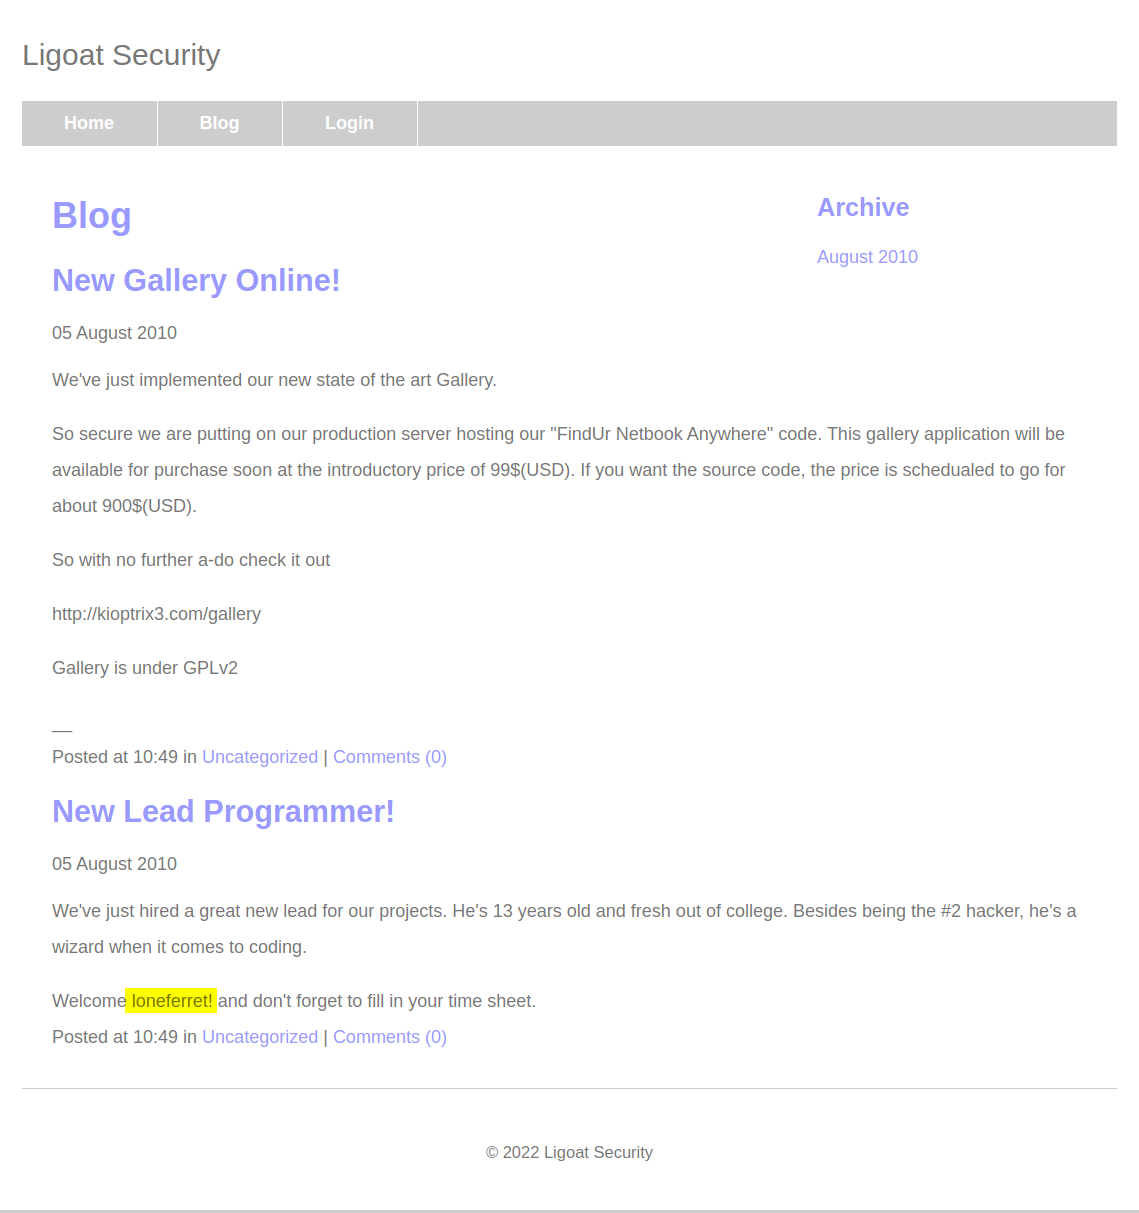 Ligoat Security
Home Blog Login
Blog
New Gallery Online!
05 August 2010
We've just implemented our new state of the art Gallery.
So secure we are putting on our production server hosting our "FindUr Netbook Anywhere" code. This gallery application will be
available for purchase soon at the introductory price of 99$(USD). If you want the source code, the price is schedualed to go for
about 900$(USD).
So with no further a-do check it out
http://kioptrix3.com/gallery
Gallery is under GPLv2
__
Posted at 10:49 in Uncategorized | Comments (0)
New Lead Programmer!
05 August 2010
We've just hired a great new lead for our projects. He's 13 years old and fresh out of college. Besides being the #2 hacker, he's a
wizard when it comes to coding.
Welcome loneferret! and don't forget to fill in your time sheet.
Posted at 10:49 in Uncategorized | Comments (0)
Archive
August 2010
© 2022 Ligoat Security